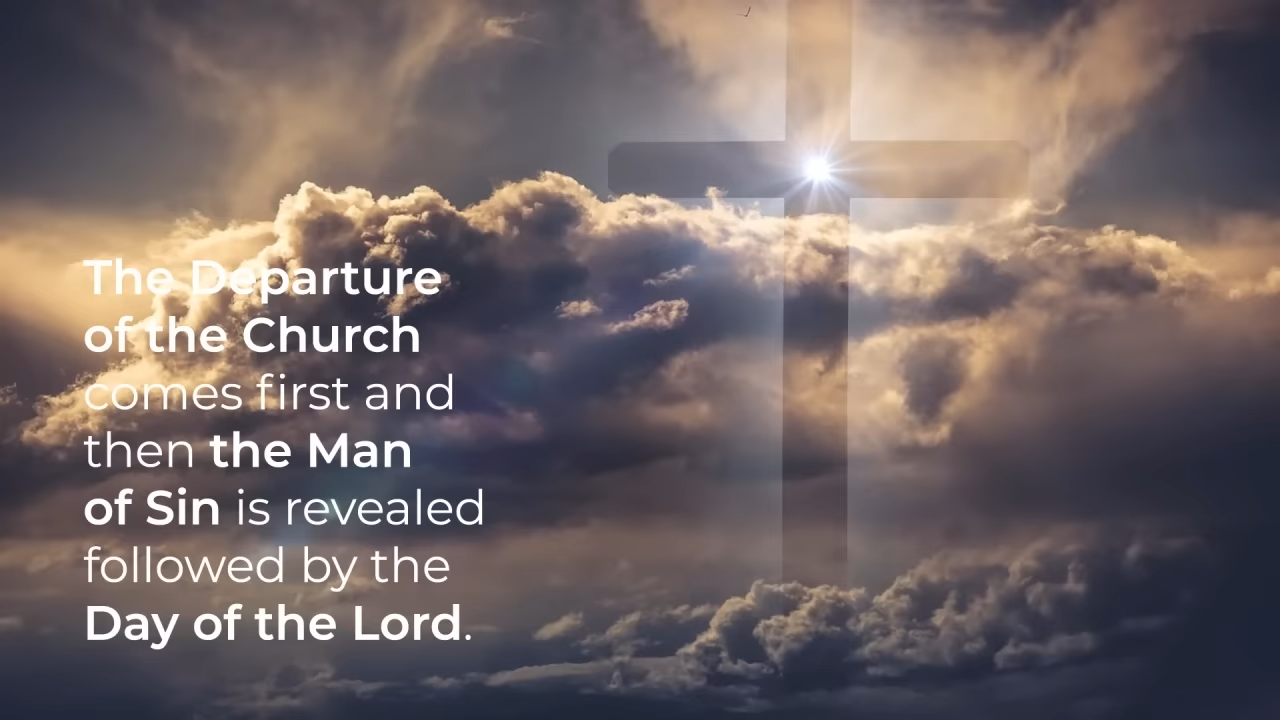 The Departure
of the Church
comes first and
then the Man
of Sin is revealed
followed by the
Day of the Lord.